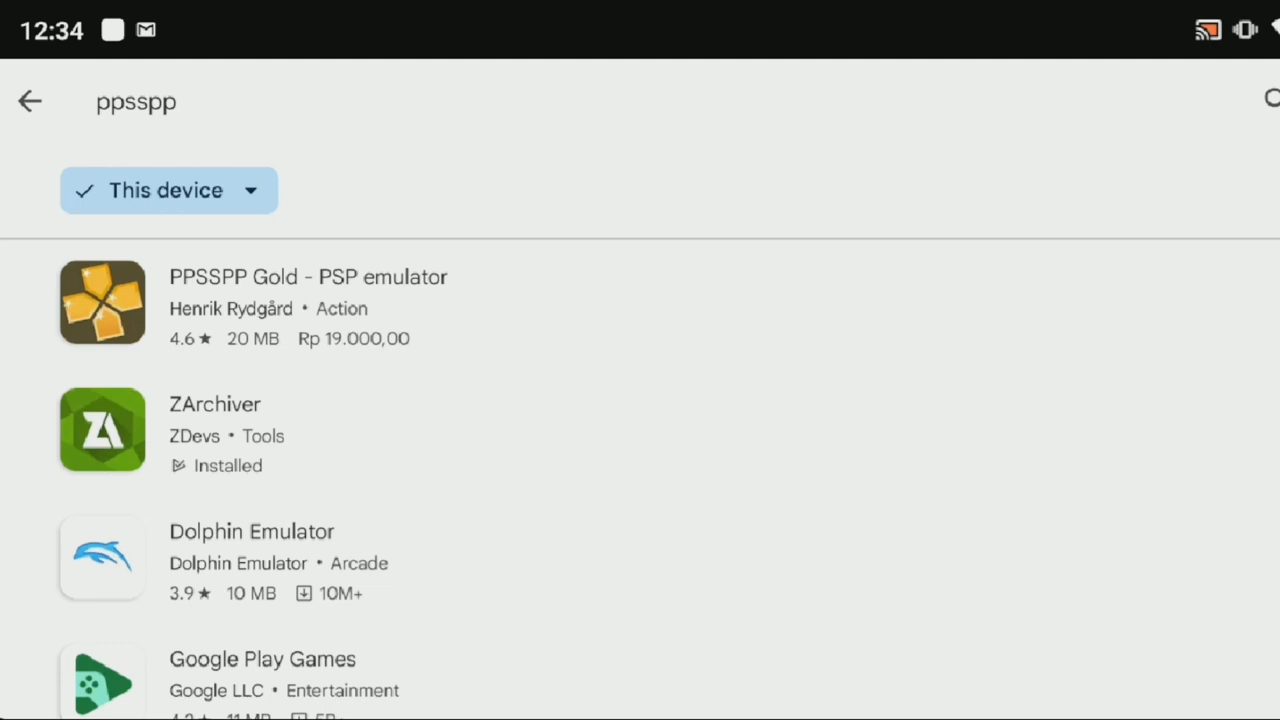 12:34
ppsspp
This device
PPSSPP Gold - PSP emulator
Henrik Rydgård • Action
4.6 ★ 20 MB Rp 19.000,00
ZArchiver
ZDevs • Tools
Installed
Dolphin Emulator
Dolphin Emulator • Arcade
3.9 ★ 10 MB 10M+
Google Play Games
Google LLC • Entertainment
11 MB